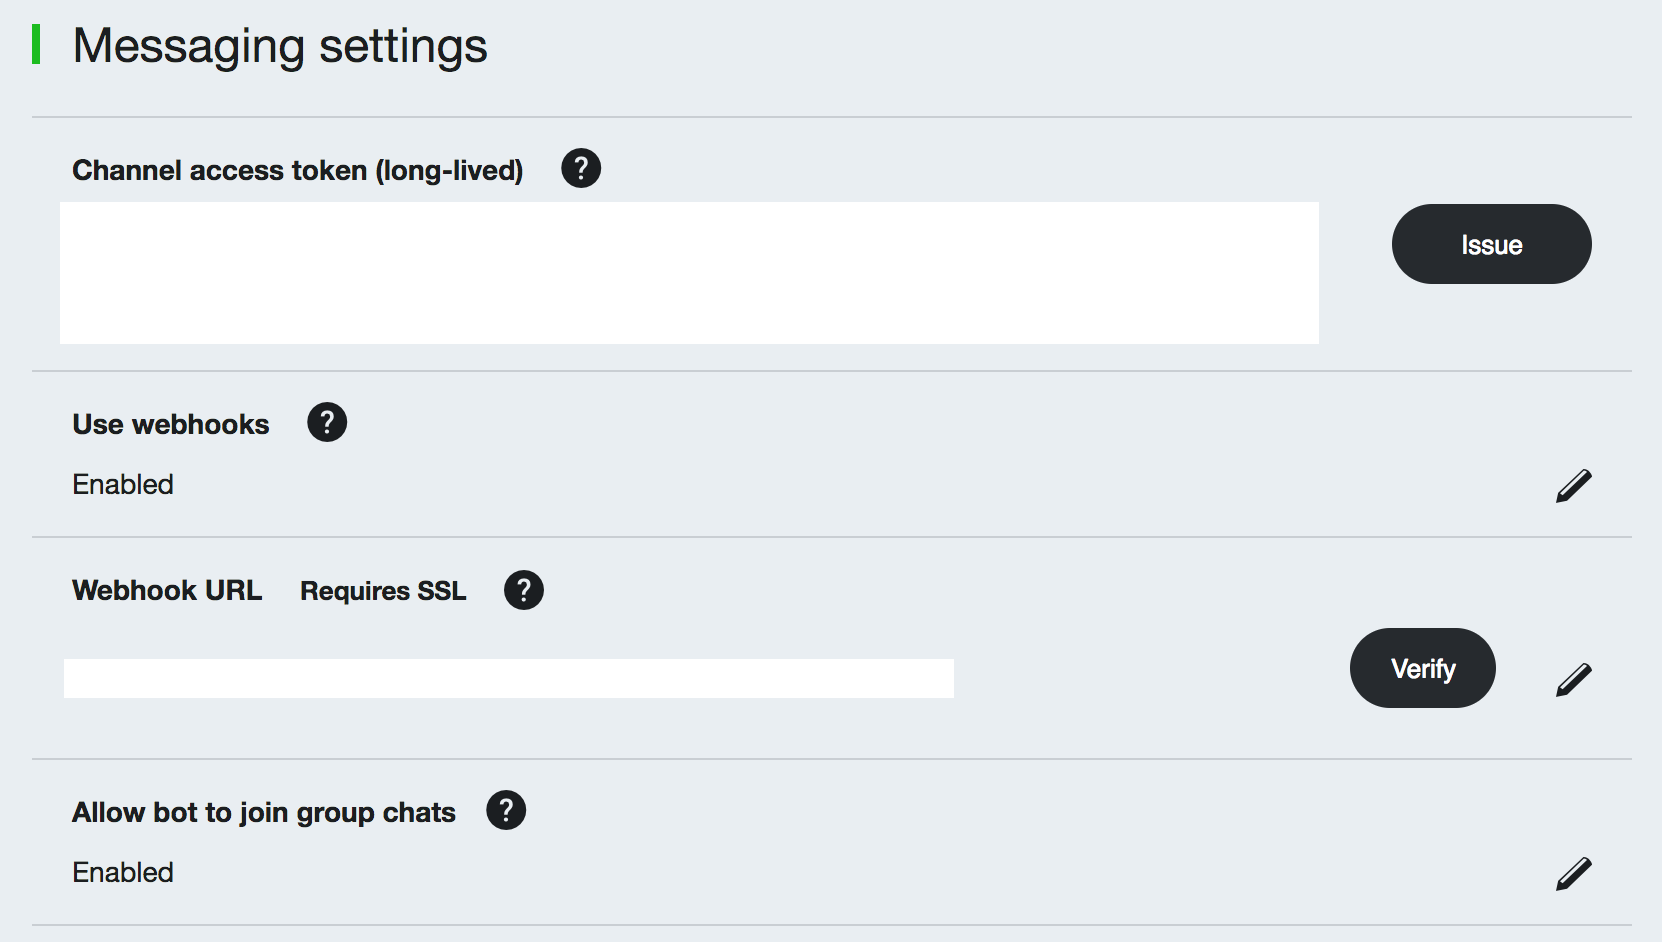 Messaging settings
Channel access token (long-lived) ?
Issue
Use webhooks ?
Enabled
Webhook URL Requires SSL ?
Verify
Allow bot to join group chats ?
Enabled